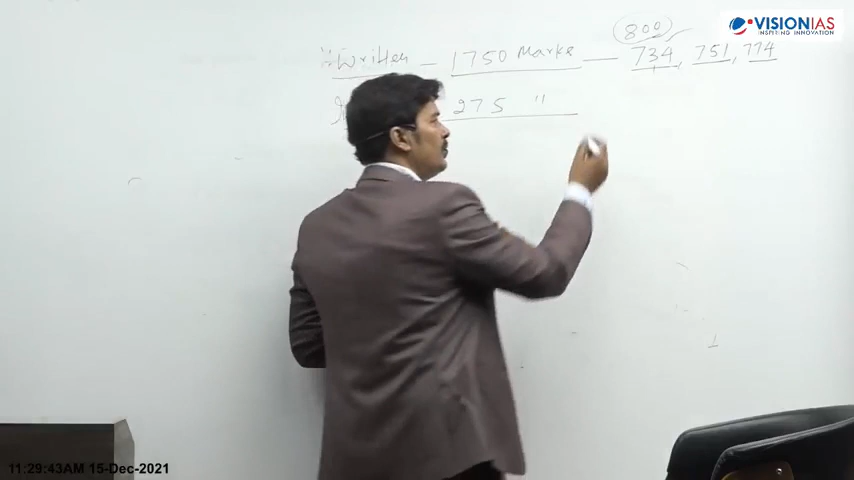 VISIONIAS
INSPIRING INNOVATION
800
Written – 1750 Marks – 734, 751, 774
275 "
11:29:43AM 15-Dec-2021